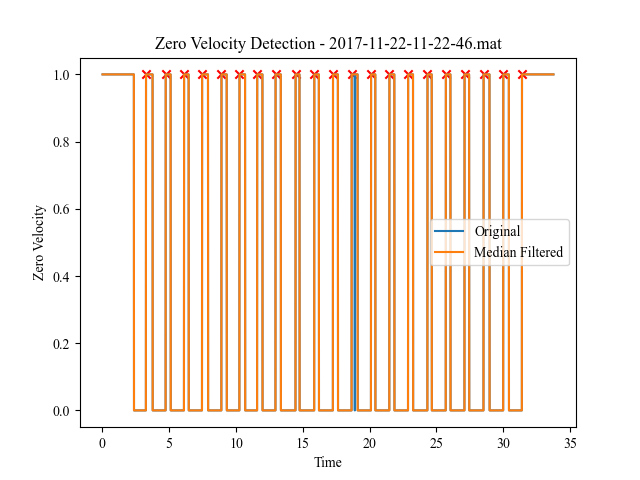 Zero Velocity Detection - 2017-11-22-11-22-46.mat
1.0
0.8
0.6
0.4
0.2
0.0
Zero Velocity
Original
Median Filtered
0 5 10 15 20 25 30 35
Time